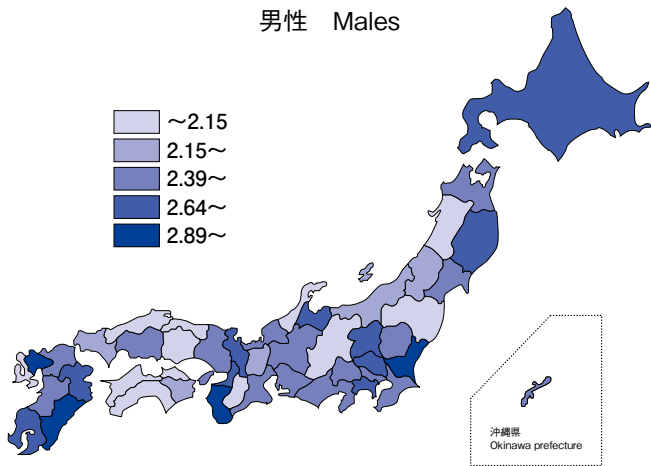 男性　Males
～2.15
2.15～
2.39～
2.64～
2.89～
沖縄県
Okinawa prefecture